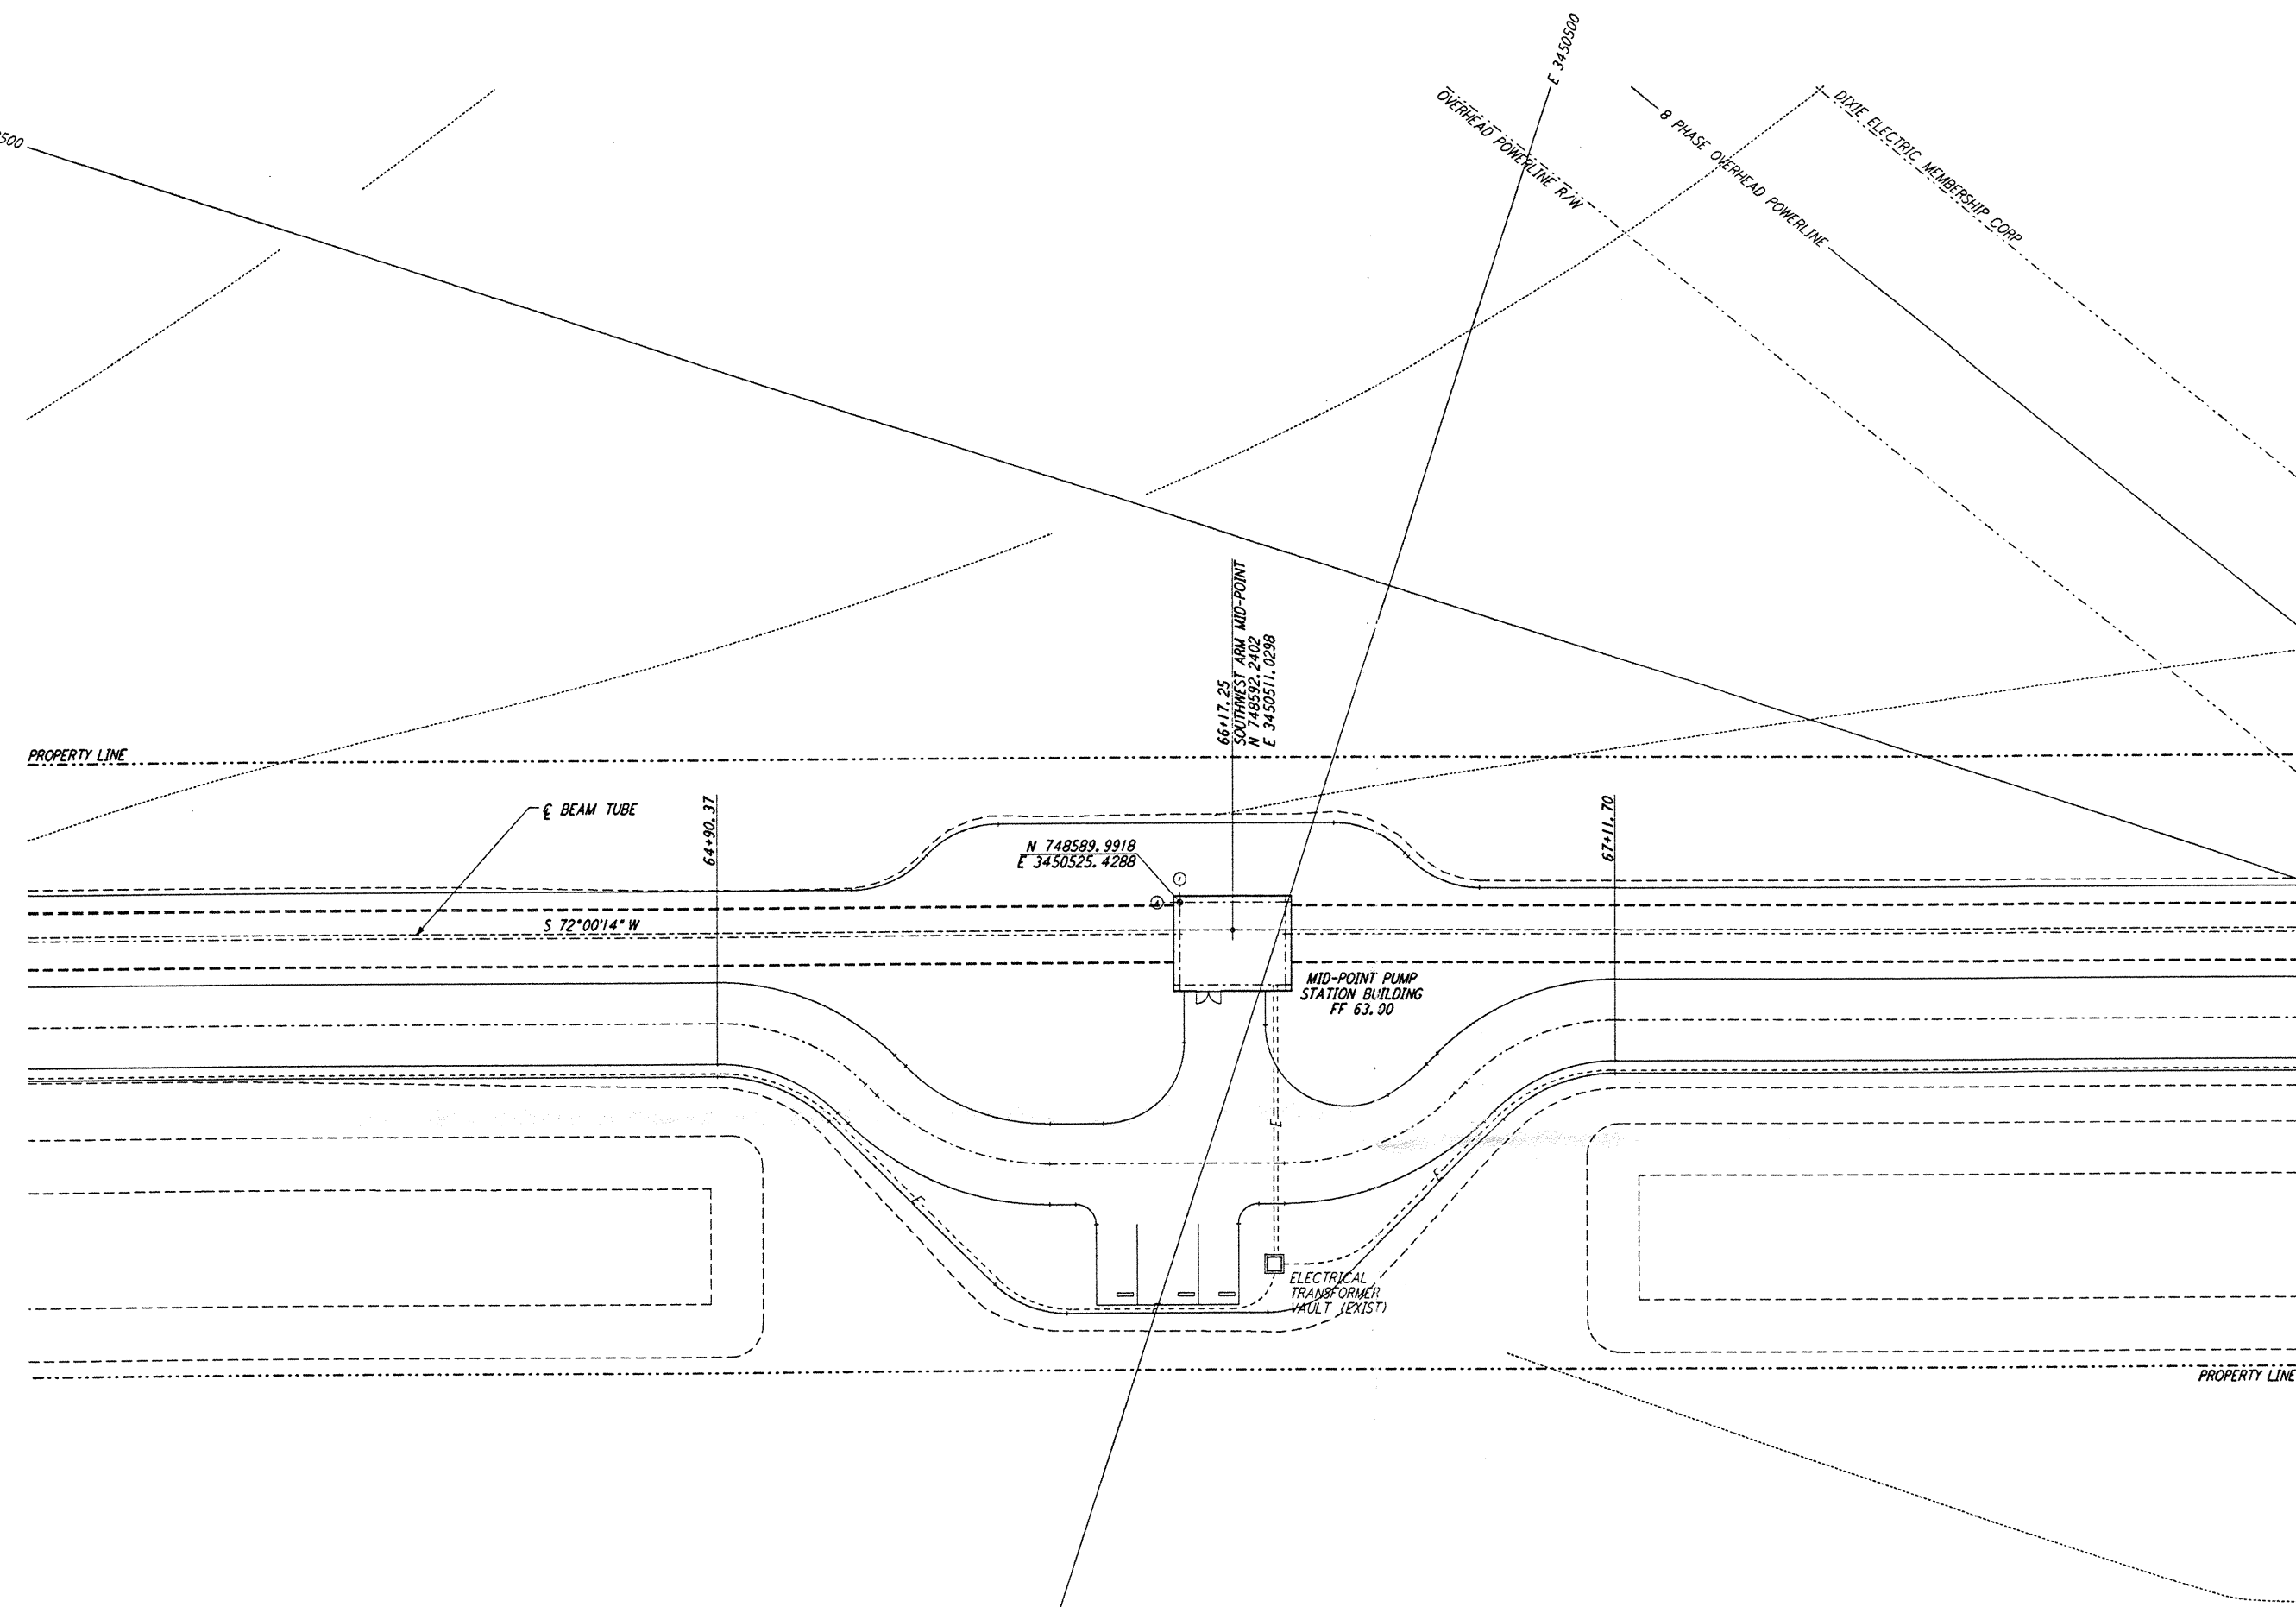 E 3450500
500
OVERHEAD POWERLINE R/W
8 PHASE OVERHEAD POWERLINE
DIXIE ELECTRIC MEMBERSHIP CORP
66+17.25
SOUTHWEST ARM MID-POINT
N 748592.2402
E 3450511.0298
PROPERTY LINE
℄ BEAM TUBE
64+90.37
67+11.70
N 748589.9918
E 3450525.4288
1
S 72°00'14" W
MID-POINT PUMP
STATION BUILDING
FF 63.00
E
E
E
ELECTRICAL
TRANSFORMER
VAULT (EXIST)
PROPERTY LINE